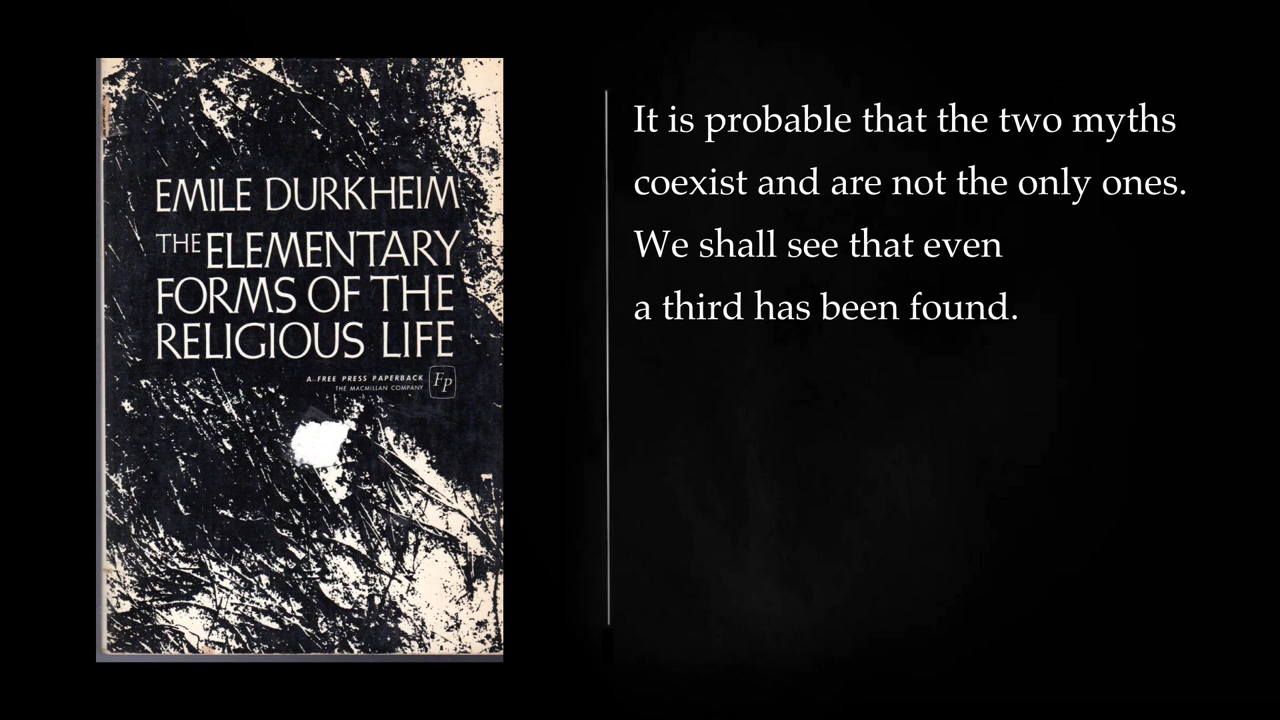 EMILE DURKHEIM
THE ELEMENTARY
FORMS OF THE
RELIGIOUS LIFE
A FREE PRESS PAPERBACK
THE MACMILLAN COMPANY
Fp
It is probable that the two myths
coexist and are not the only ones.
We shall see that even
a third has been found.